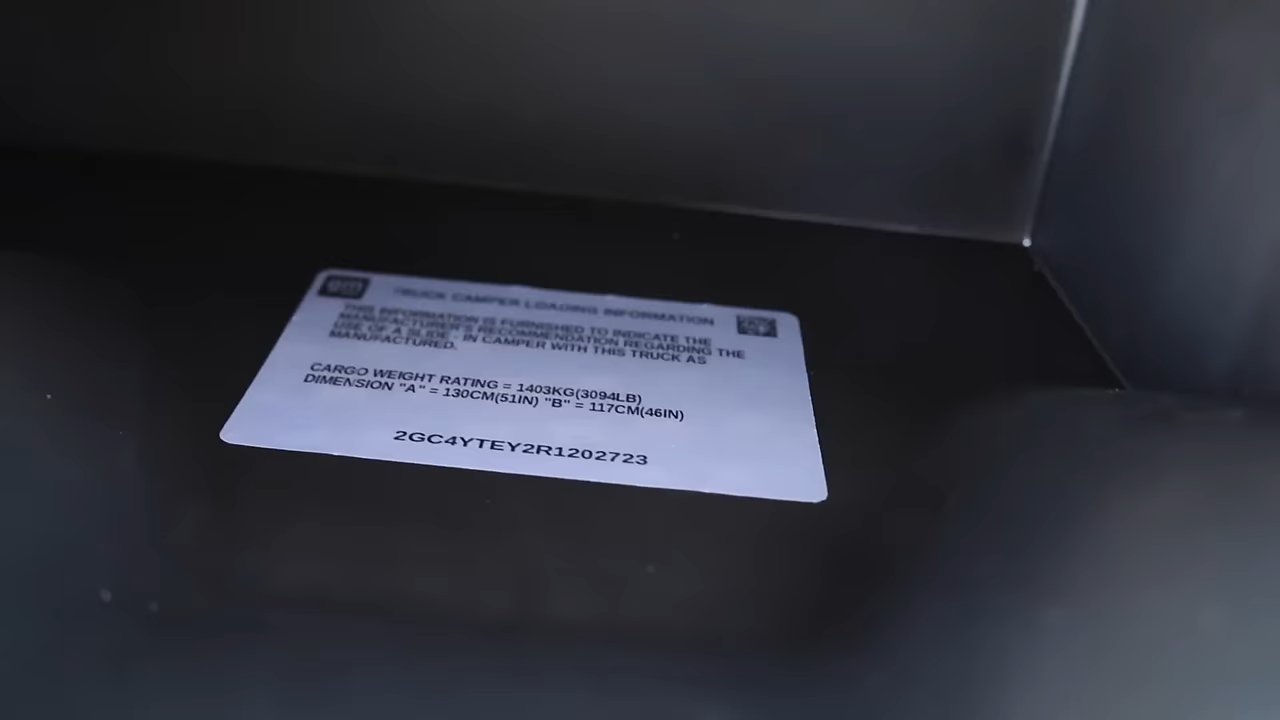 gm
TRUCK CAMPER LOADING INFORMATION
THIS INFORMATION IS FURNISHED TO INDICATE THE
MANUFACTURER'S RECOMMENDATION REGARDING THE
USE OF A SLIDE - IN CAMPER WITH THIS TRUCK AS
MANUFACTURED.
CARGO WEIGHT RATING = 1403KG(3094LB)
DIMENSION "A" = 130CM(51IN) "B" = 117CM(46IN)
2GC4YTEY2R1202723